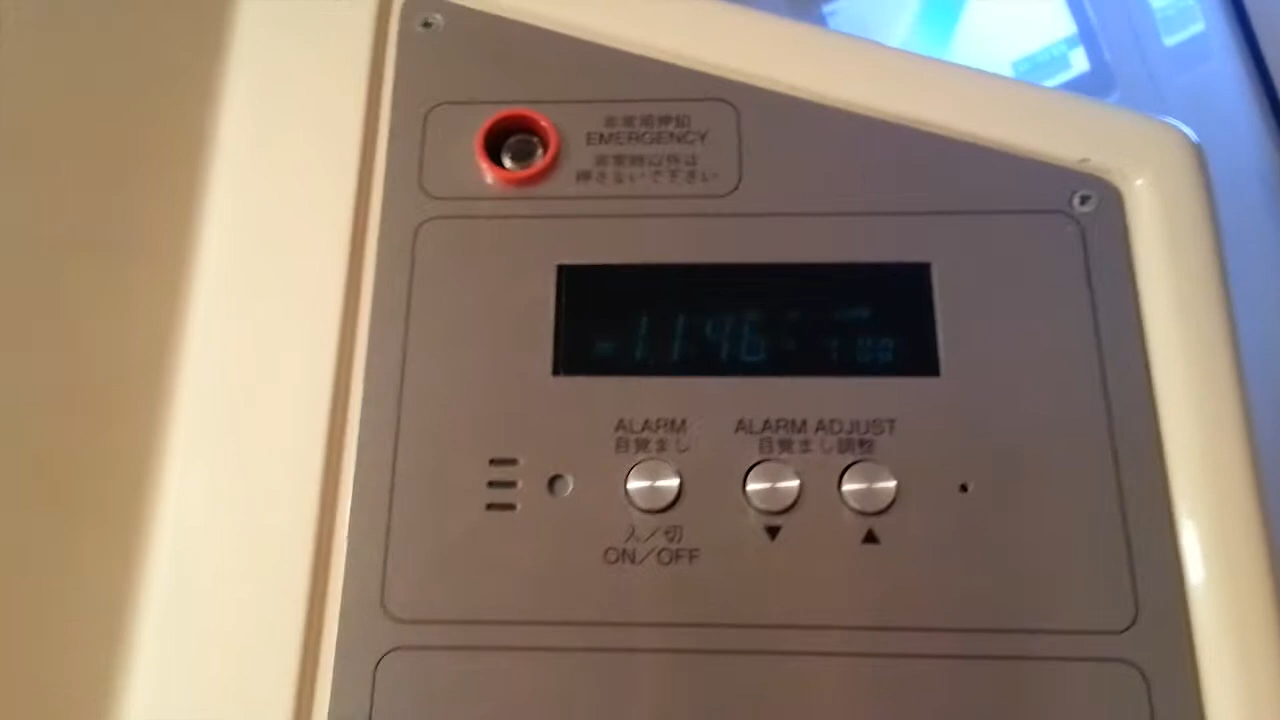 非常用押釦
EMERGENCY
非常時以外は
押さないで下さい
11:46
ALARM
目覚まし
ALARM ADJUST
目覚まし調整
▼ ▲
入／切
ON／OFF